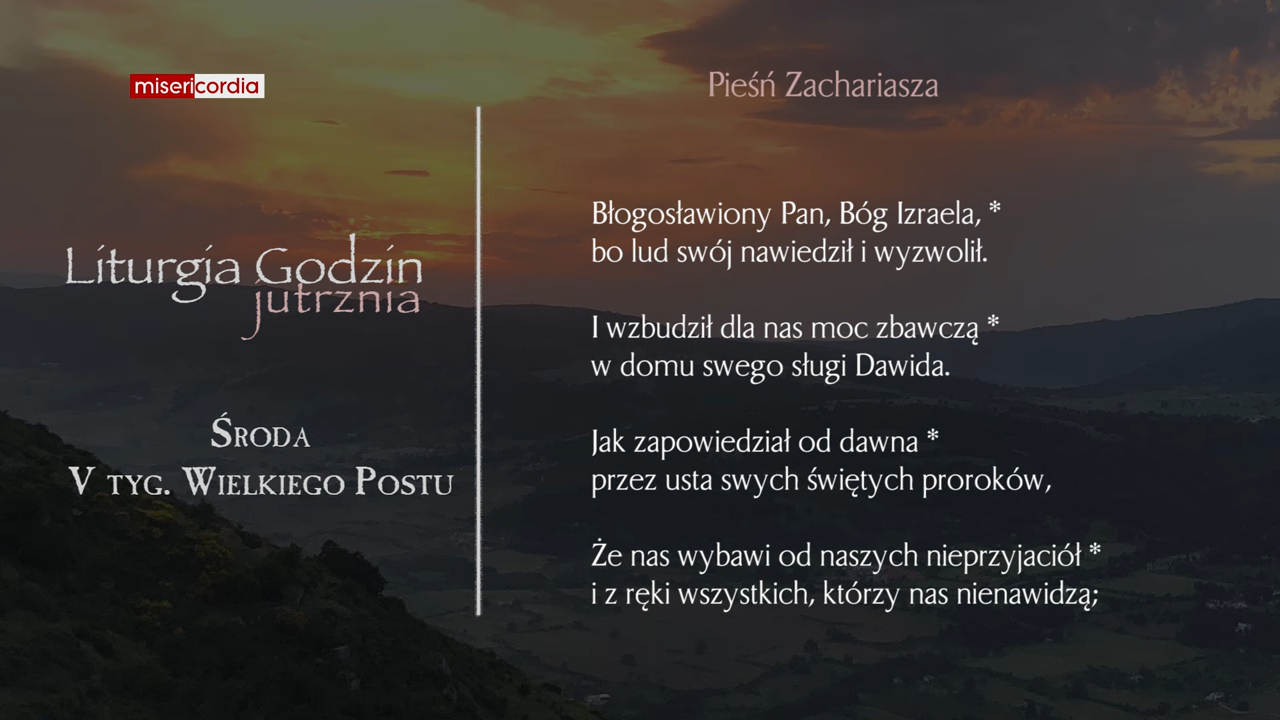 misericordia
Liturgia Godzin
jutrznia
Środa
V tyg. Wielkiego Postu
Pieśń Zachariasza
Błogosławiony Pan, Bóg Izraela, *
bo lud swój nawiedził i wyzwolił.
I wzbudził dla nas moc zbawczą *
w domu swego sługi Dawida.
Jak zapowiedział od dawna *
przez usta swych świętych proroków,
Że nas wybawi od naszych nieprzyjaciół *
i z ręki wszystkich, którzy nas nienawidzą;